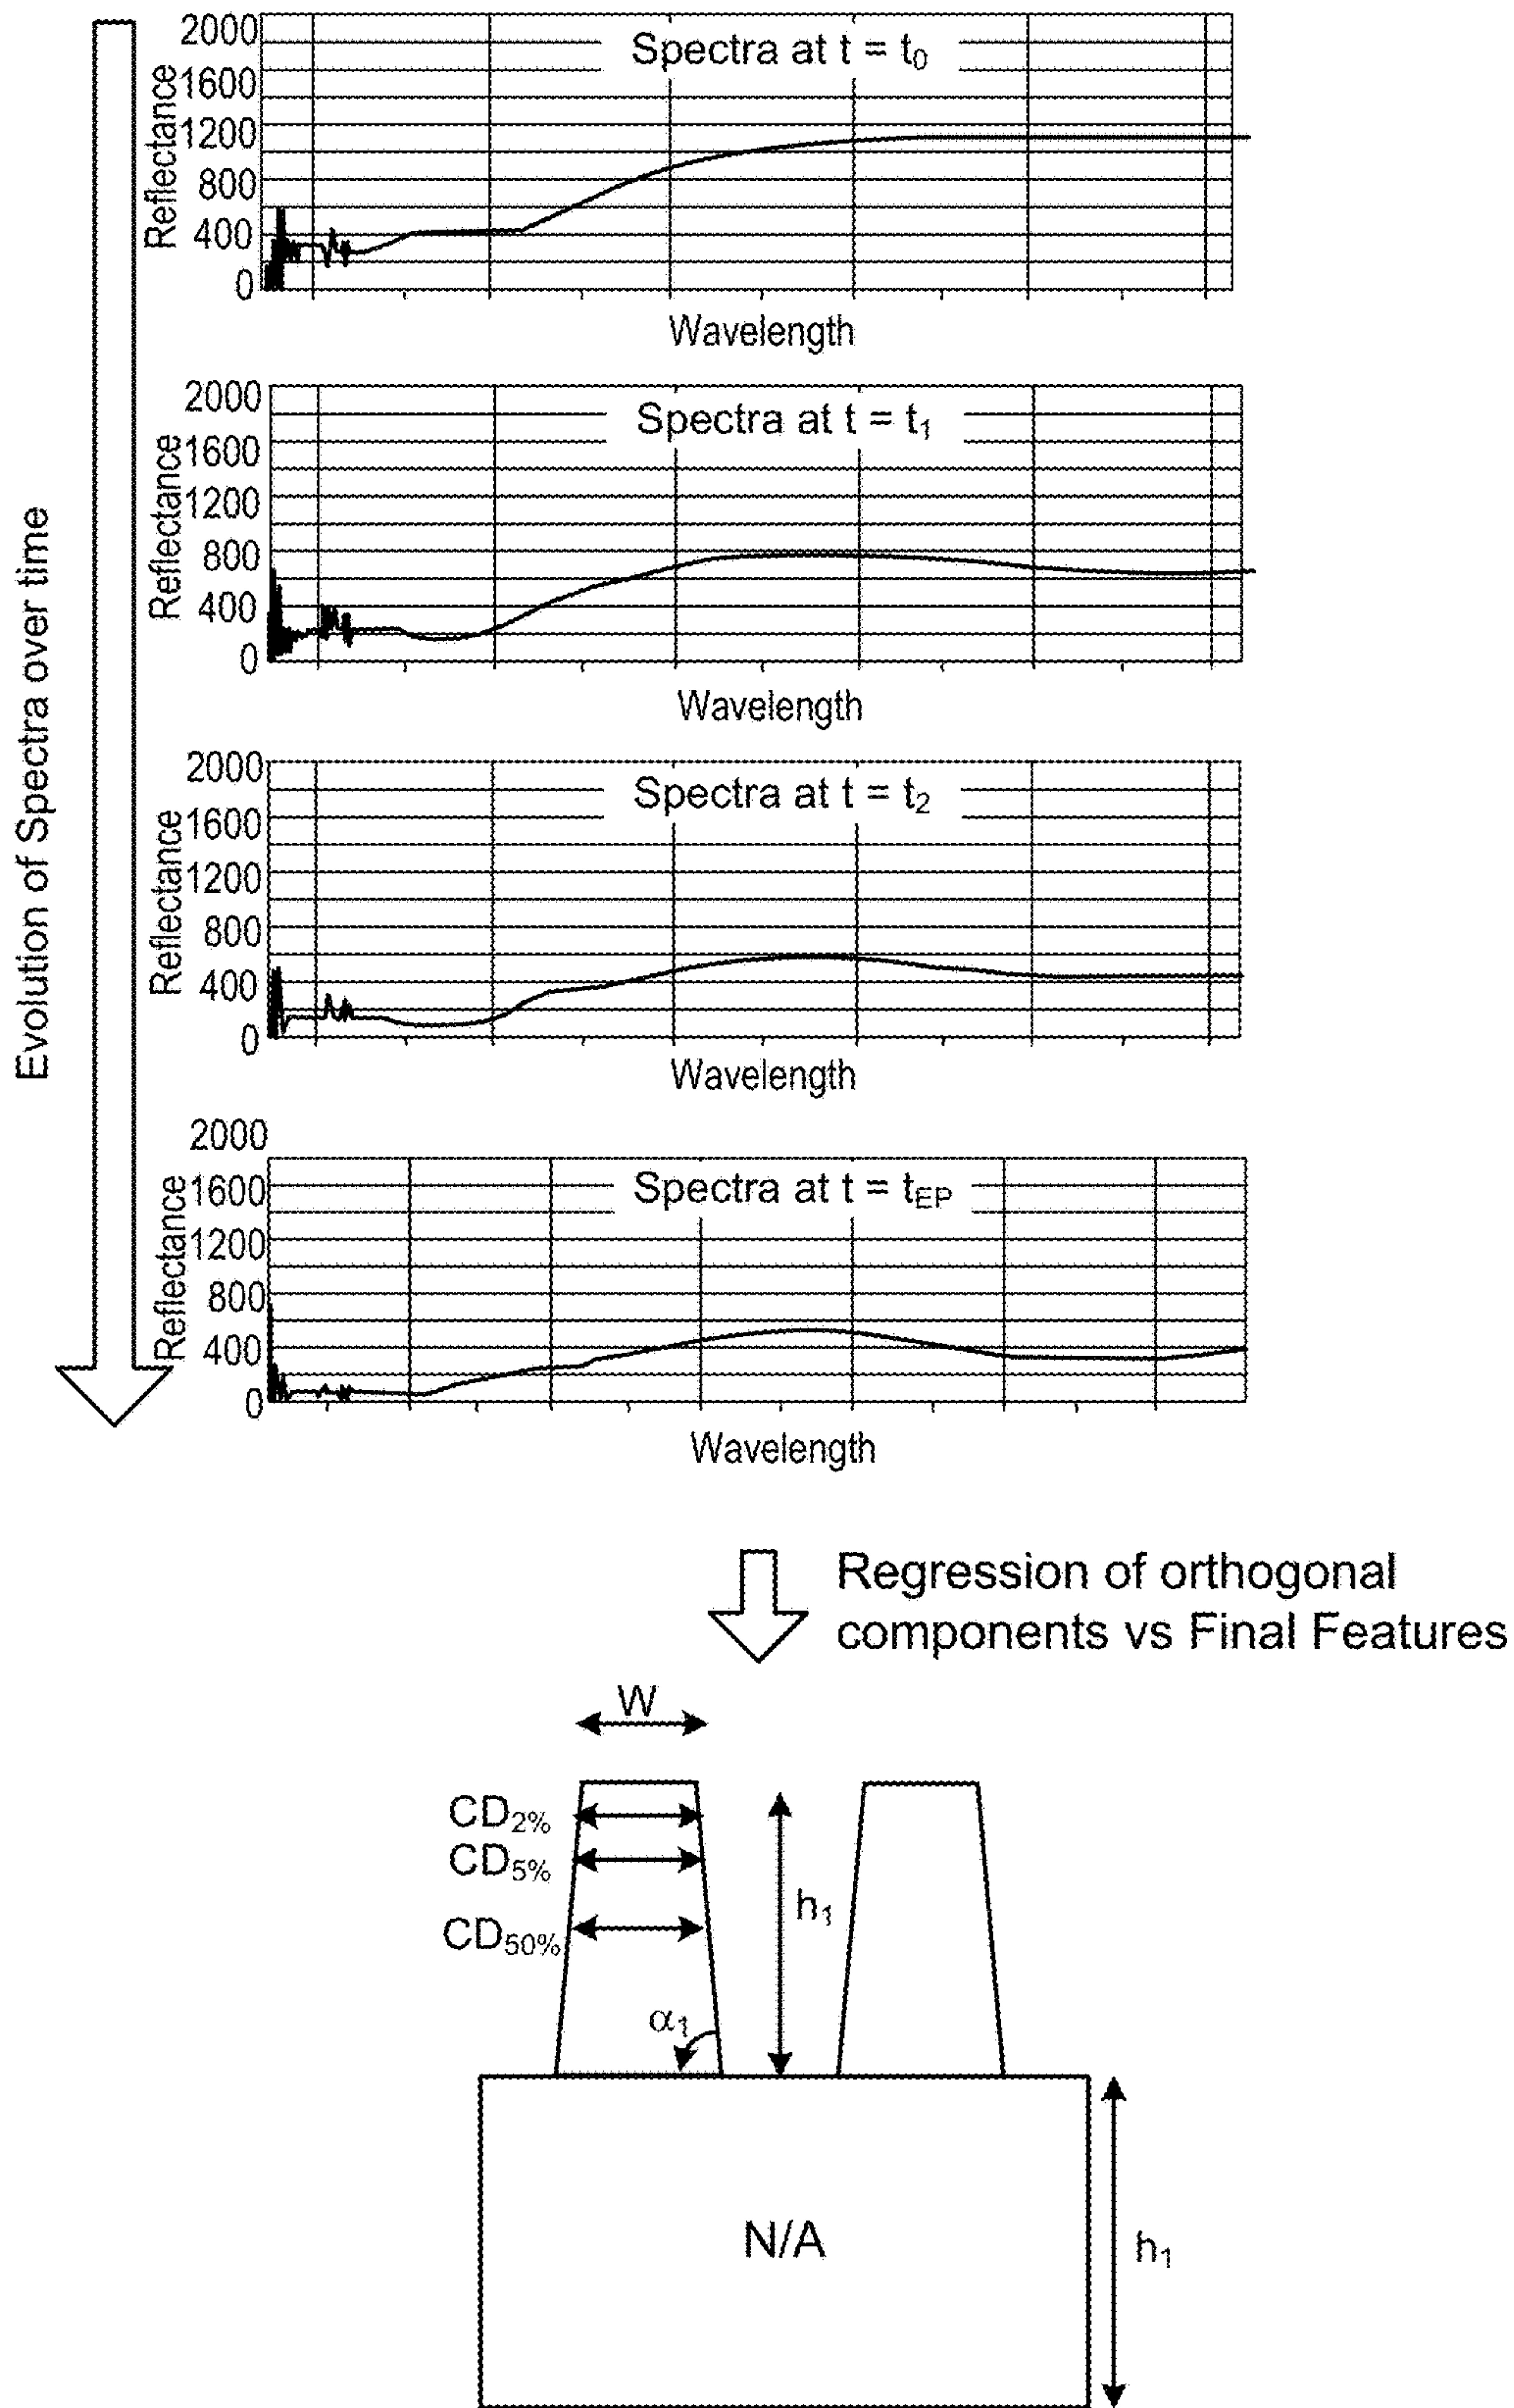 Evolution of Spectra over time
Spectra at t = t0
Reflectance
2000
1600
1200
800
400
0
Wavelength
Spectra at t = t1
Reflectance
2000
1600
1200
800
400
0
Wavelength
Spectra at t = t2
Reflectance
2000
1600
1200
800
400
0
Wavelength
Spectra at t = tEP
Reflectance
2000
1600
1200
800
400
0
Wavelength
Regression of orthogonal
components vs Final Features
W
CD2%
CD5%
CD50%
h1
α1
N/A
h1